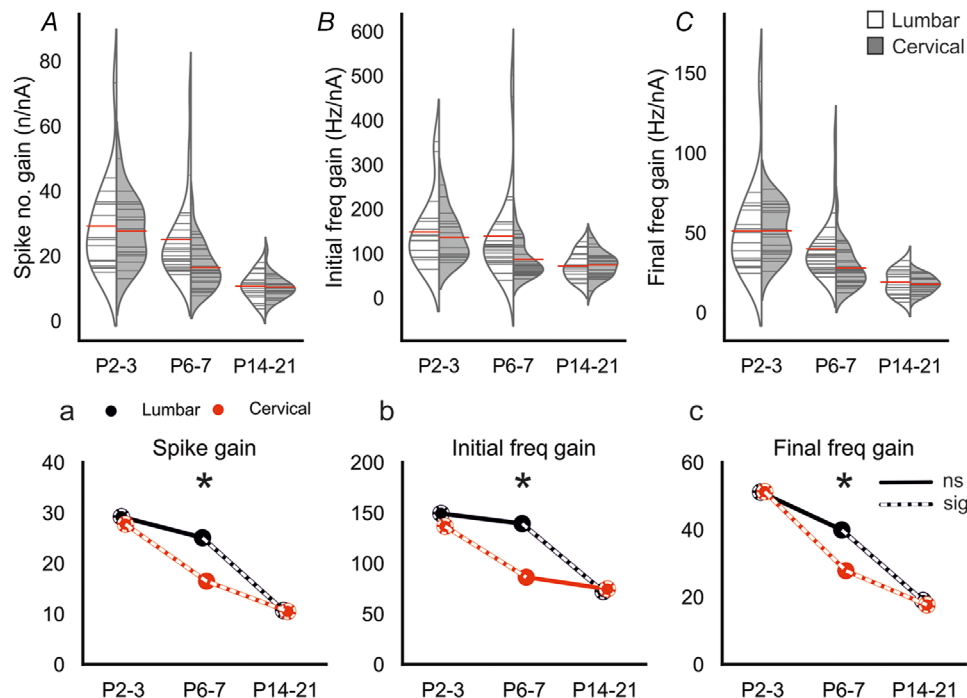 A
B
C
Lumbar
Cervical
Spike no. gain (n/nA)
80
60
40
20
0
P2-3 P6-7 P14-21
Initial freq gain (Hz/nA)
600
500
400
300
200
100
0
P2-3 P6-7 P14-21
Final freq gain (Hz/nA)
150
100
50
0
P2-3 P6-7 P14-21
a
Lumbar Cervical
Spike gain
*
40
30
20
10
0
P2-3 P6-7 P14-21
b
Initial freq gain
*
200
150
100
50
0
P2-3 P6-7 P14-21
c
Final freq gain
*
ns
sig
60
40
20
0
P2-3 P6-7 P14-21